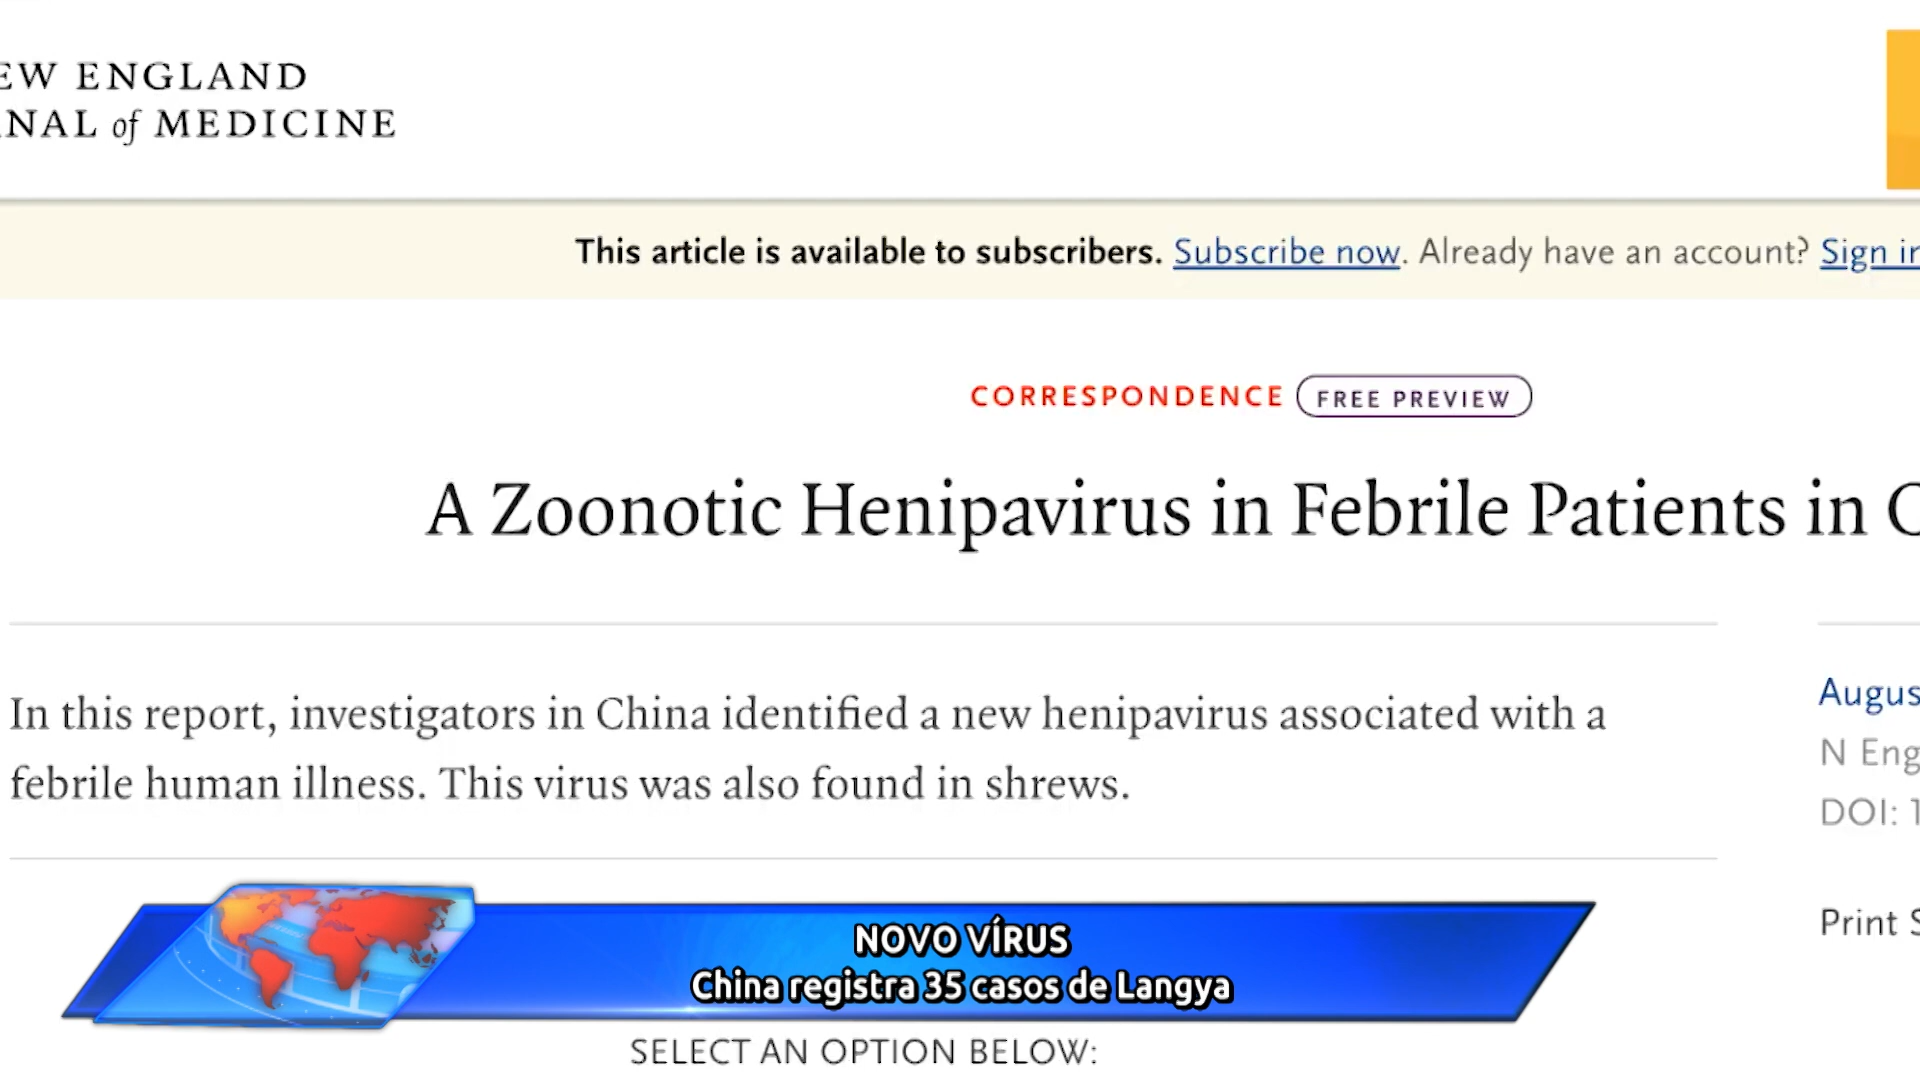 EW ENGLAND
NAL of MEDICINE
This article is available to subscribers. Subscribe now. Already have an account? Sign in
CORRESPONDENCE FREE PREVIEW
A Zoonotic Henipavirus in Febrile Patients in C
In this report, investigators in China identified a new henipavirus associated with a
febrile human illness. This virus was also found in shrews.
Augus
N Eng
DOI: 1
Print S
NOVO VÍRUS
China registra 35 casos de Langya
SELECT AN OPTION BELOW: